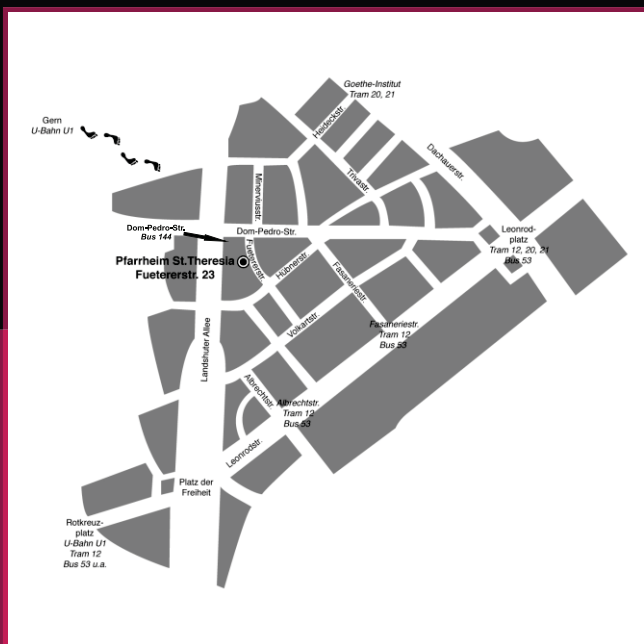 Goethe-Institut
Tram 20, 21
Gern
U-Bahn U1
Heideckstr.
Dachauerstr.
Trivastr.
Minerviusstr.
Dom-Pedro-Str.
Bus 144
Dom-Pedro-Str.
Leonrod-
platz
Tram 12, 20, 21
Bus 53
Pfarrheim St.Theresia
Fuetererstr. 23
Fuetererstr.
Hübnerstr.
Fasaneriestr.
Volkartstr.
Fasaneriestr.
Tram 12
Bus 53
Landshuter Allee
Albrechtstr.
Albrechtstr.
Tram 12
Bus 53
Leonrodstr.
Platz der
Freiheit
Rotkreuz-
platz
U-Bahn U1
Tram 12
Bus 53 u.a.